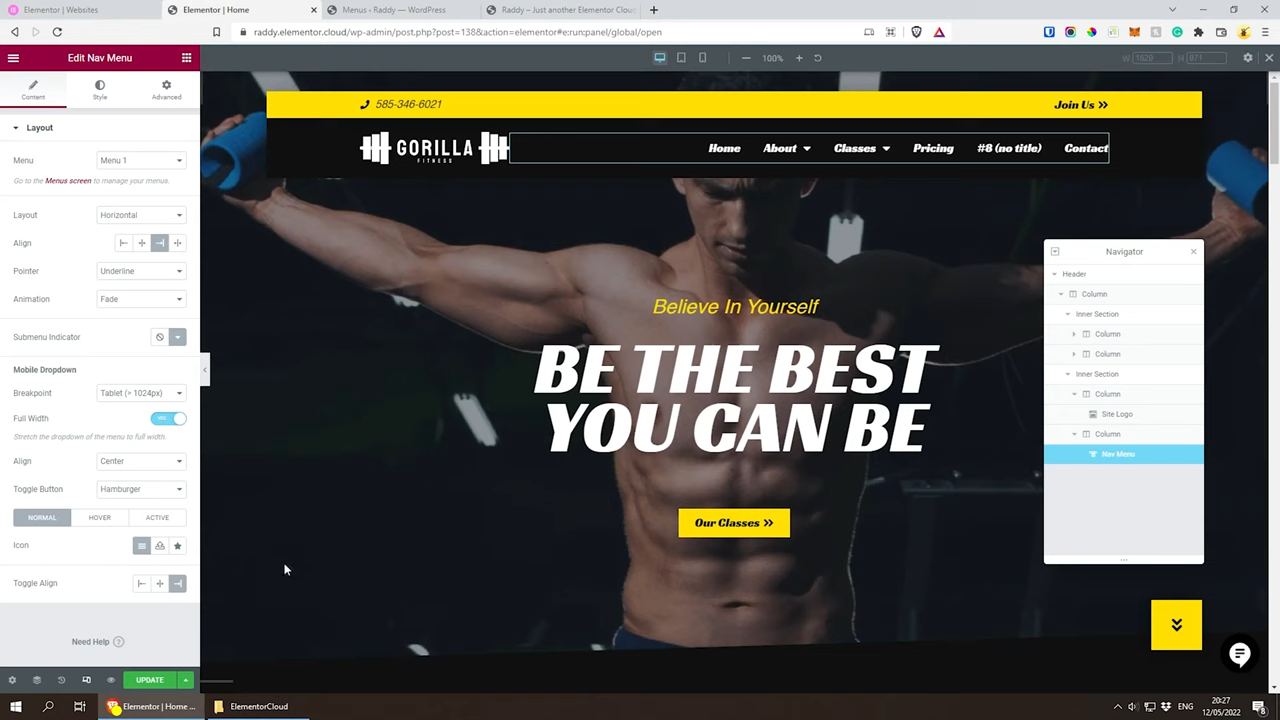 Elementor | Websites
Elementor | Home
Menus ‹ Raddy — WordPress
Raddy – Just another Elementor Clou
raddy.elementor.cloud/wp-admin/post.php?post=138&action=elementor#e:run:panel/global/open
Edit Nav Menu
100%
W 1620
H 871
Content
Style
Advanced
Layout
Menu
Menu 1
Go to the Menus screen to manage your menus.
Layout
Horizontal
Align
Pointer
Underline
Animation
Fade
Submenu Indicator
Mobile Dropdown
Breakpoint
Tablet (> 1024px)
Full Width
YES
Stretch the dropdown of the menu to full width.
Align
Center
Toggle Button
Hamburger
NORMAL
HOVER
ACTIVE
Icon
Toggle Align
Need Help
UPDATE
585-346-6021
Join Us
GORILLA
FITNESS
Home
About
Classes
Pricing
#8 (no title)
Contact
Believe In Yourself
BE THE BEST
YOU CAN BE
Our Classes
Navigator
Header
Column
Inner Section
Column
Column
Inner Section
Column
Site Logo
Column
Nav Menu
Elementor | Home ...
ElementorCloud
ENG
20:27
12/05/2022